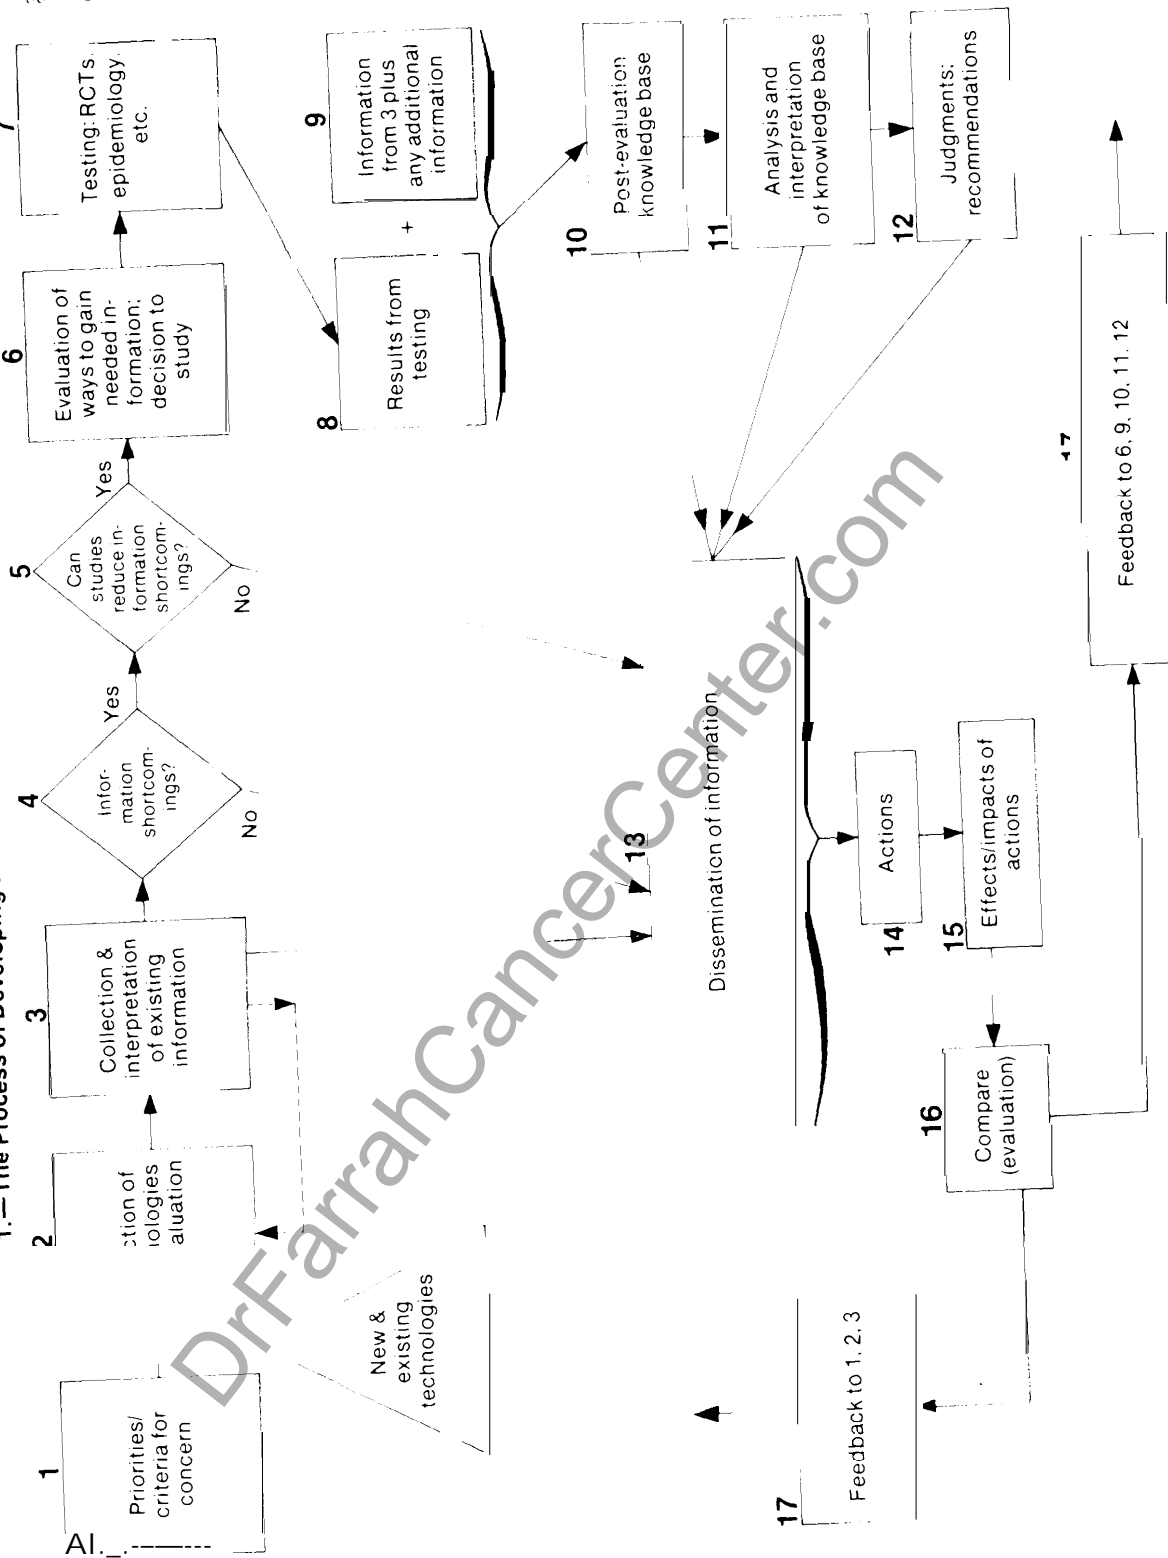 1.—The Process of Developing
1
Priorities/
criteria for
concern
2
ction of
nologies
aluation
3
Collection &
interpretation
of existing
information
4
Infor-
mation
shortcom-
ings?
Yes
No
5
Can
studies
reduce in-
formation
shortcom-
ings?
Yes
No
6
Evaluation of
ways to gain
needed in-
formation;
decision to
study
7
Testing: RCTs.
epidemiology.
etc.
New &
existing
technologies
8
Results from
testing
+
9
Information
from 3 plus
any additional
information
10
Post-evaluation
knowledge base
11
Analysis and
interpretation
of knowledge base
12
Judgments;
recommendations
13
Dissemination of information
14
Actions
15
Effects/impacts of
actions
16
Compare
(evaluation)
17
Feedback to 1, 2, 3
17
Feedback to 6, 9, 10, 11, 12
DrFarrahCancerCenter.com